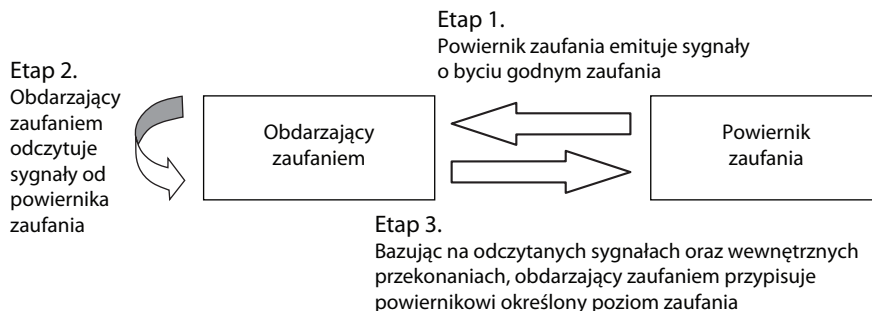 Etap 1.
Powiernik zaufania emituje sygnały
o byciu godnym zaufania
Etap 2.
Obdarzający
zaufaniem
odczytuje
sygnały od
powiernika
zaufania
Obdarzający
zaufaniem
Powiernik
zaufania
Etap 3.
Bazując na odczytanych sygnałach oraz wewnętrznych
przekonaniach, obdarzający zaufaniem przypisuje
powiernikowi określony poziom zaufania